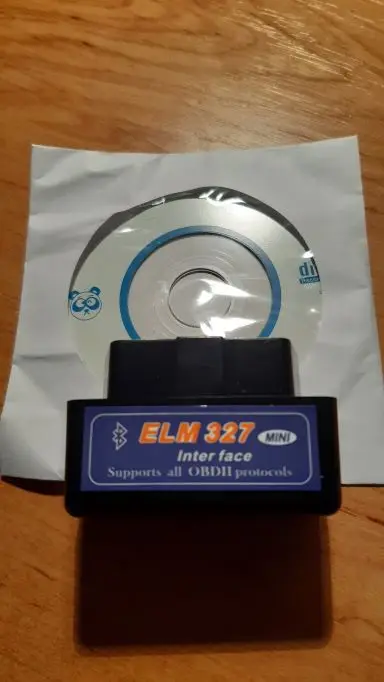 ELM 327 MINI
Inter face
Supports all OBDII protocols